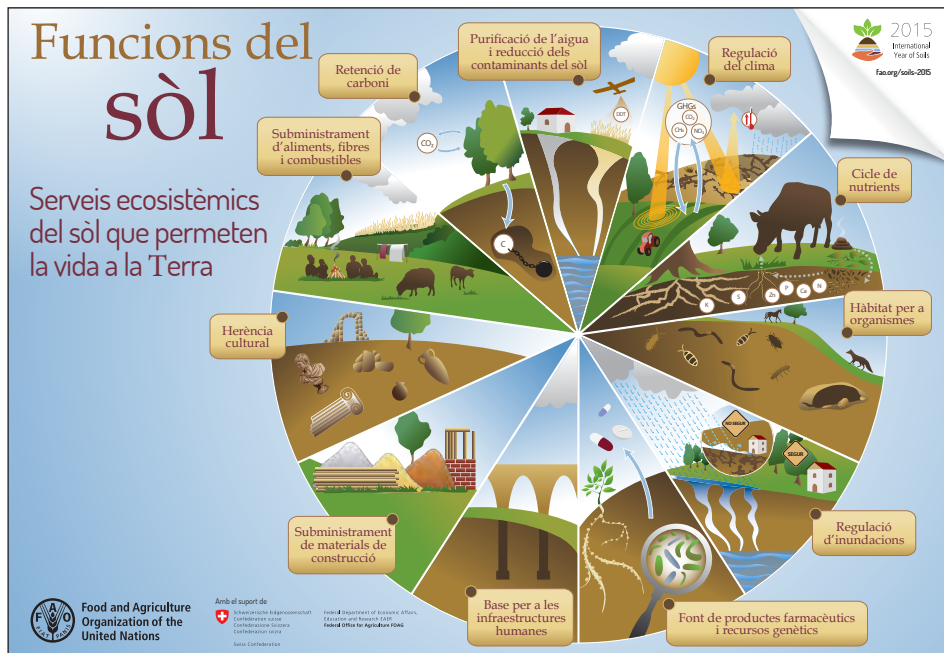 Funcions del
sòl
Serveis ecosistèmics
del sòl que permeten
la vida a la Terra
Retenció de
carboni
Purificació de l'aigua
i reducció dels
contaminants del sòl
Regulació
del clima
2015
International
Year of Soils
fao.org/soils-2015
Subministrament
d'aliments, fibres
i combustibles
CO₂
C
DDT
GHGs
CO₂
CH₄
NO₂
Cicle de
nutrients
K
S
Zn
P
Ca
N
Herència
cultural
Hàbitat per a
organismes
NO SEGUR
SEGUR
Subministrament
de materials de
construcció
Regulació
d'inundacions
Base per a les
infraestructures
humanes
Font de productes farmacèutics
i recursos genètics
FAO
FIAT PANIS
Food and Agriculture
Organization of the
United Nations
Amb el suport de
Schweizerische Eidgenossenschaft
Confédération suisse
Confederazione Svizzera
Confederaziun svizra
Swiss Confederation
Federal Department of Economic Affairs,
Education and Research EAER
Federal Office for Agriculture FOAG